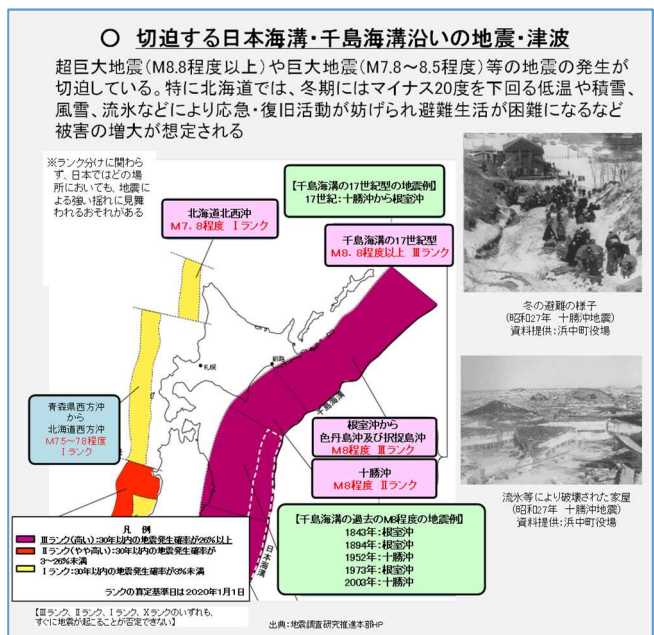 〇 切迫する日本海溝・千島海溝沿いの地震・津波
超巨大地震(M8.8程度以上)や巨大地震(M7.8～8.5程度)等の地震の発生が
切迫している。特に北海道では、冬期にはマイナス20度を下回る低温や積雪、
風雪、流氷などにより応急・復旧活動が妨げられ避難生活が困難になるなど
被害の増大が想定される
※ランク分けに関わら
ず、日本ではどの場
所においても、地震に
よる強い揺れに見舞
われるおそれがある
【千島海溝の17世紀型の地震例】
17世紀:十勝沖から根室沖
北海道北西沖
M7．8程度 Ⅰランク
千島海溝の17世紀型
M8．8程度以上 Ⅲランク
冬の避難の様子
(昭和27年 十勝沖地震)
資料提供:浜中町役場
札幌
釧路
千島海溝
青森県西方沖
から
北海道西方沖
M7.5～7.8程度
Ⅰランク
根室沖から
色丹島沖及び択捉島沖
M8程度 Ⅲランク
十勝沖
M8程度 Ⅱランク
流氷等により破壊された家屋
(昭和27年 十勝沖地震)
資料提供:浜中町役場
【千島海溝の過去のM8程度の地震例】
1843年:根室沖
1894年:根室沖
1952年:十勝沖
1973年:根室沖
2003年:十勝沖
日本海溝
凡 例
Ⅲランク(高い):30年以内の地震発生確率が26%以上
Ⅱランク(やや高い):30年以内の地震発生確率が
3～26%未満
Ⅰランク:30年以内の地震発生確率が3%未満
ランクの算定基準日は2020年1月1日
【Ⅲランク、Ⅱランク、Ⅰランク、Xランクのいずれも、
すぐに地震が起こることが否定できない】
出典:地震調査研究推進本部HP